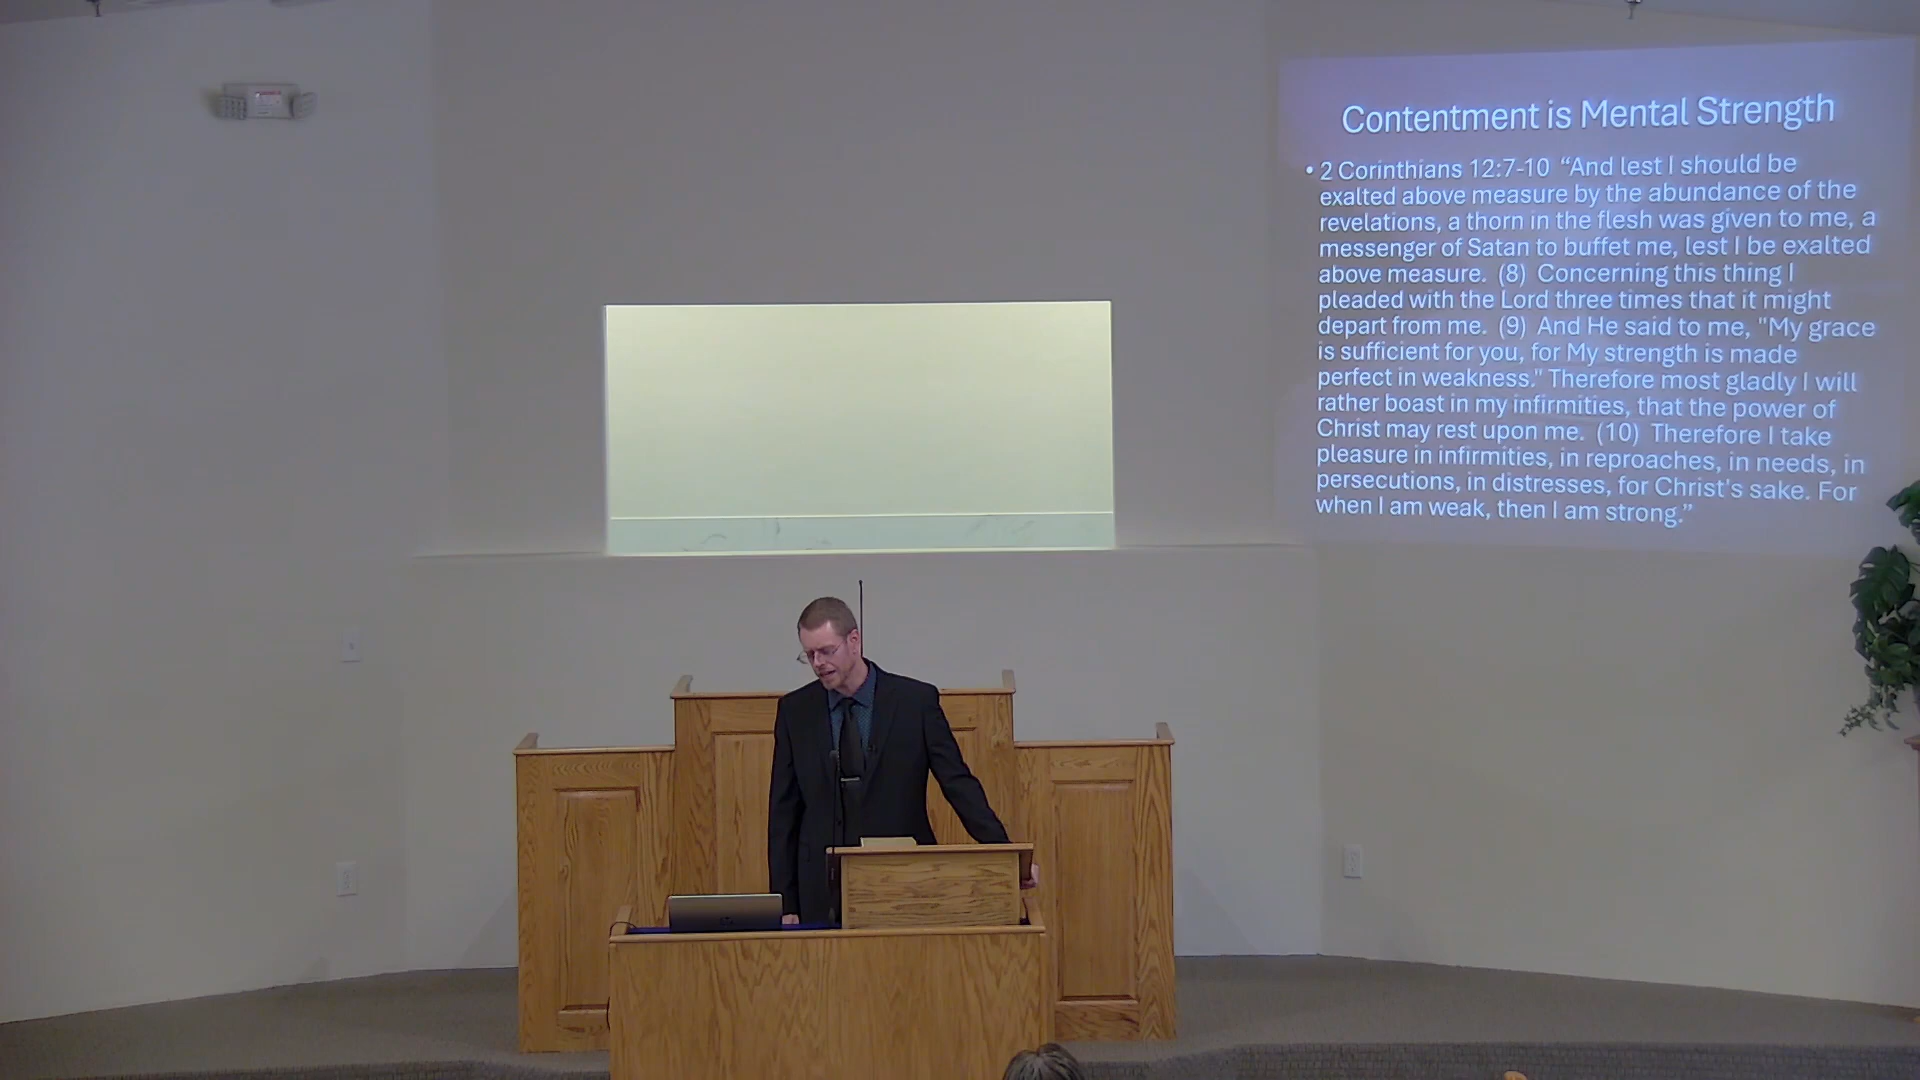 Contentment is Mental Strength
• 2 Corinthians 12:7-10 “And lest I should be
exalted above measure by the abundance of the
revelations, a thorn in the flesh was given to me, a
messenger of Satan to buffet me, lest I be exalted
above measure. (8) Concerning this thing I
pleaded with the Lord three times that it might
depart from me. (9) And He said to me, "My grace
is sufficient for you, for My strength is made
perfect in weakness." Therefore most gladly I will
rather boast in my infirmities, that the power of
Christ may rest upon me. (10) Therefore I take
pleasure in infirmities, in reproaches, in needs, in
persecutions, in distresses, for Christ's sake. For
when I am weak, then I am strong.”